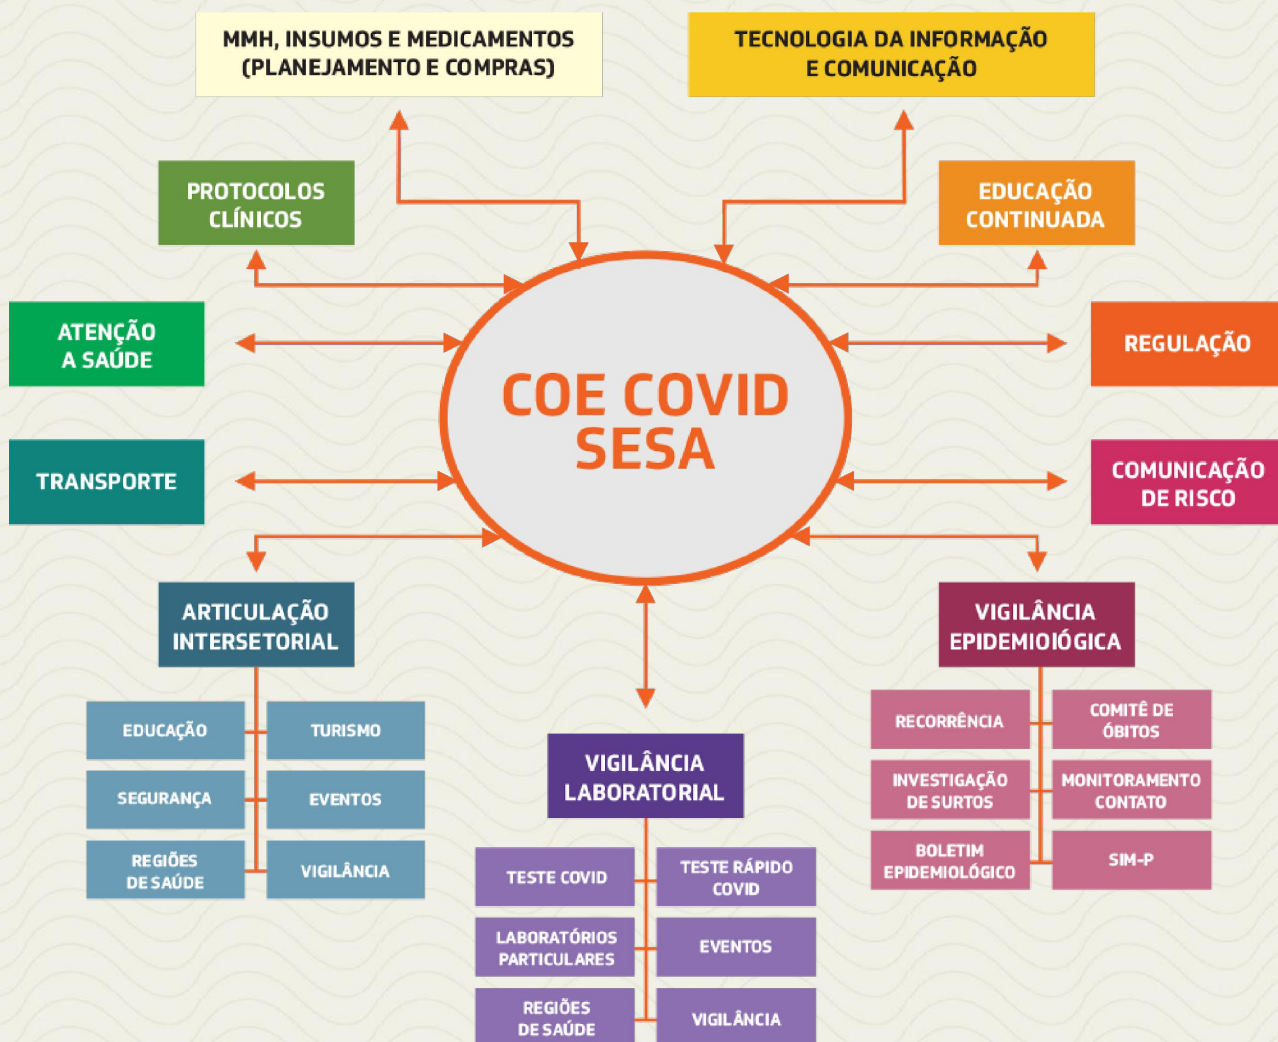 MMH, INSUMOS E MEDICAMENTOS
(PLANEJAMENTO E COMPRAS)
TECNOLOGIA DA INFORMAÇÃO
E COMUNICAÇÃO
PROTOCOLOS
CLÍNICOS
EDUCAÇÃO
CONTINUADA
ATENÇÃO
A SAÚDE
REGULAÇÃO
COE COVID
SESA
TRANSPORTE
COMUNICAÇÃO
DE RISCO
ARTICULAÇÃO
INTERSETORIAL
EDUCAÇÃO
TURISMO
SEGURANÇA
EVENTOS
REGIÕES
DE SAÚDE
VIGILÂNCIA
VIGILÂNCIA
LABORATORIAL
TESTE COVID
TESTE RÁPIDO
COVID
LABORATÓRIOS
PARTICULARES
EVENTOS
REGIÕES
DE SAÚDE
VIGILÂNCIA
VIGILÂNCIA
EPIDEMIOIÓGICA
RECORRÊNCIA
COMITÊ DE
ÓBITOS
INVESTIGAÇÃO
DE SURTOS
MONITORAMENTO
CONTATO
BOLETIM
EPIDEMIOLÓGICO
SIM-P